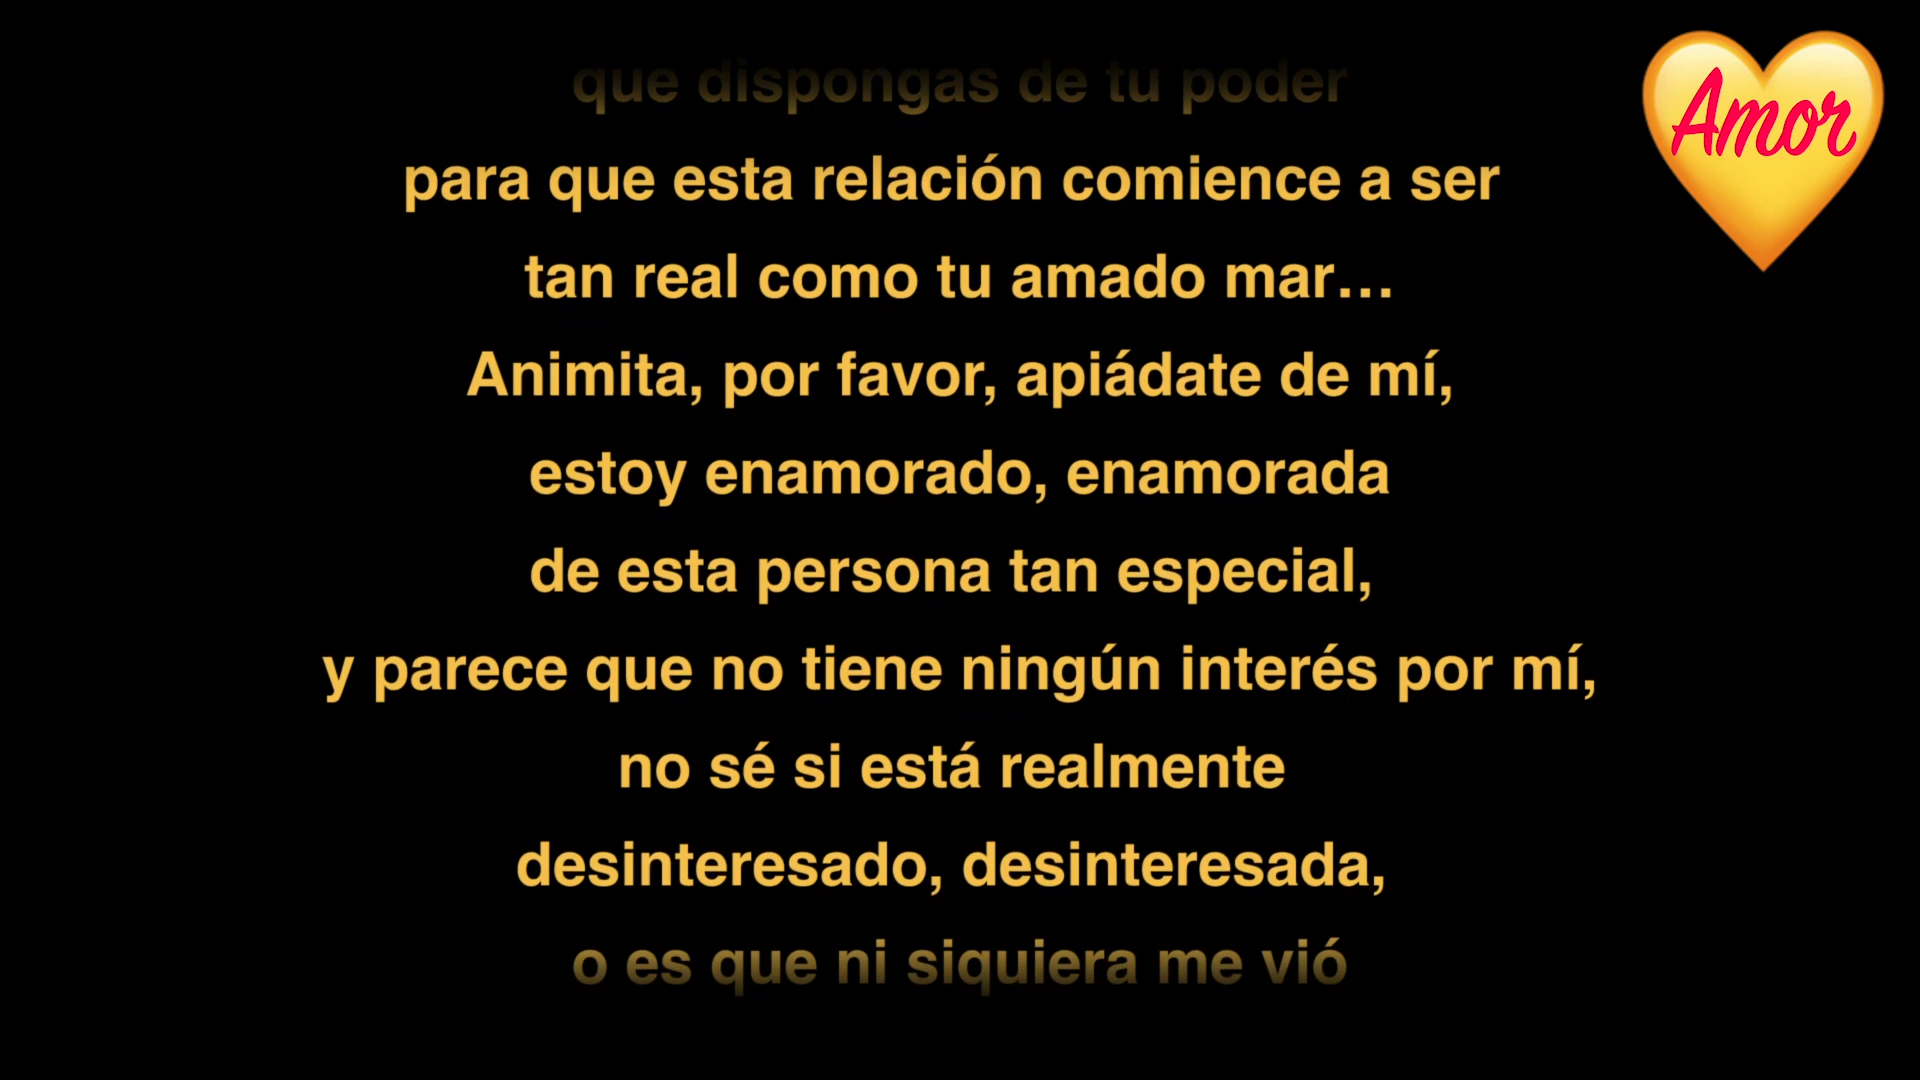 que dispongas de tu poder
para que esta relación comience a ser
tan real como tu amado mar...
Animita, por favor, apiádate de mí,
estoy enamorado, enamorada
de esta persona tan especial,
y parece que no tiene ningún interés por mí,
no sé si está realmente
desinteresado, desinteresada,
o es que ni siquiera me vió
Amor